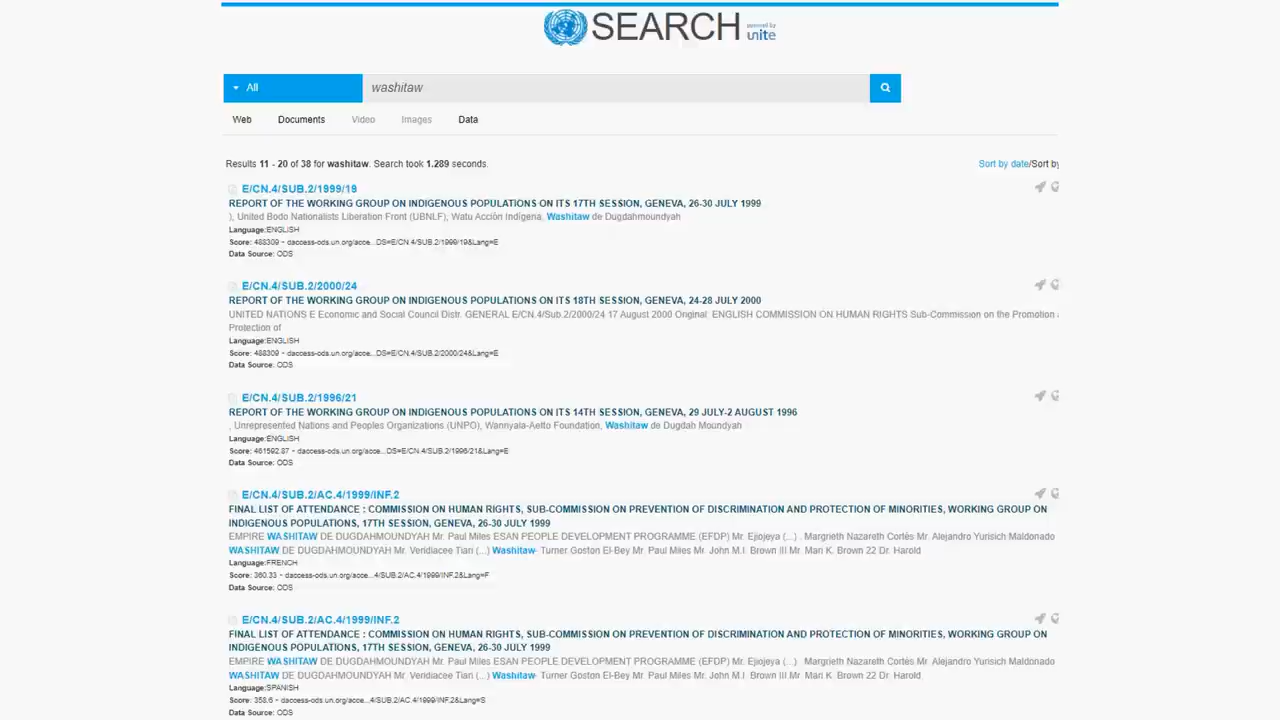 SEARCH powered by unite
All washitaw
Web Documents Video Images Data
Results 11 - 20 of 38 for washitaw. Search took 1.289 seconds.
Sort by date/Sort by
E/CN.4/SUB.2/1999/19
REPORT OF THE WORKING GROUP ON INDIGENOUS POPULATIONS ON ITS 17TH SESSION, GENEVA, 26-30 JULY 1999
), United Bodo Nationalists Liberation Front (UBNLF), Watu Acción Indígena, Washitaw de Dugdahmoundyah
Language:ENGLISH
Score: 488309 - daccess-ods.un.org/acce...DS=E/CN.4/SUB.2/1999/19&Lang=E
Data Source: ODS
E/CN.4/SUB.2/2000/24
REPORT OF THE WORKING GROUP ON INDIGENOUS POPULATIONS ON ITS 18TH SESSION, GENEVA, 24-28 JULY 2000
UNITED NATIONS E Economic and Social Council Distr. GENERAL E/CN.4/Sub.2/2000/24 17 August 2000 Original: ENGLISH COMMISSION ON HUMAN RIGHTS Sub-Commission on the Promotion
Protection of
Language:ENGLISH
Score: 488309 - daccess-ods.un.org/acce...DS=E/CN.4/SUB.2/2000/24&Lang=E
Data Source: ODS
E/CN.4/SUB.2/1996/21
REPORT OF THE WORKING GROUP ON INDIGENOUS POPULATIONS ON ITS 14TH SESSION, GENEVA, 29 JULY-2 AUGUST 1996
, Unrepresented Nations and Peoples Organizations (UNPO), Wannyala-Aetto Foundation, Washitaw de Dugdah Moundyah
Language:ENGLISH
Score: 461592.87 - daccess-ods.un.org/acce...DS=E/CN.4/SUB.2/1996/21&Lang=E
Data Source: ODS
E/CN.4/SUB.2/AC.4/1999/INF.2
FINAL LIST OF ATTENDANCE : COMMISSION ON HUMAN RIGHTS, SUB-COMMISSION ON PREVENTION OF DISCRIMINATION AND PROTECTION OF MINORITIES, WORKING GROUP ON
INDIGENOUS POPULATIONS, 17TH SESSION, GENEVA, 26-30 JULY 1999
EMPIRE WASHITAW DE DUGDAHMOUNDYAH Mr. Paul Miles ESAN PEOPLE DEVELOPMENT PROGRAMME (EFDP) Mr. Ejiojeya (...) . Margrieth Nazareth Cortés Mr. Alejandro Yurisich Maldonado
WASHITAW DE DUGDAHMOUNDYAH Mr. Veridiacee Tiari (...) Washitaw- Turner Goston El-Bey Mr. Paul Miles Mr. John M.I. Brown III Mr. Mari K. Brown 22 Dr. Harold
Language:FRENCH
Score: 360.33 - daccess-ods.un.org/acce...4/SUB.2/AC.4/1999/INF.2&Lang=F
Data Source: ODS
E/CN.4/SUB.2/AC.4/1999/INF.2
FINAL LIST OF ATTENDANCE : COMMISSION ON HUMAN RIGHTS, SUB-COMMISSION ON PREVENTION OF DISCRIMINATION AND PROTECTION OF MINORITIES, WORKING GROUP ON
INDIGENOUS POPULATIONS, 17TH SESSION, GENEVA, 26-30 JULY 1999
EMPIRE WASHITAW DE DUGDAHMOUNDYAH Mr. Paul Miles ESAN PEOPLE DEVELOPMENT PROGRAMME (EFDP) Mr. Ejiojeya (...) . Margrieth Nazareth Cortés Mr. Alejandro Yurisich Maldonado
WASHITAW DE DUGDAHMOUNDYAH Mr. Veridiacee Tiari (...) Washitaw- Turner Goston El-Bey Mr. Paul Miles Mr. John M.I. Brown III Mr. Mari K. Brown 22 Dr. Harold
Language:SPANISH
Score: 358.6 - daccess-ods.un.org/acce...4/SUB.2/AC.4/1999/INF.2&Lang=S
Data Source: ODS